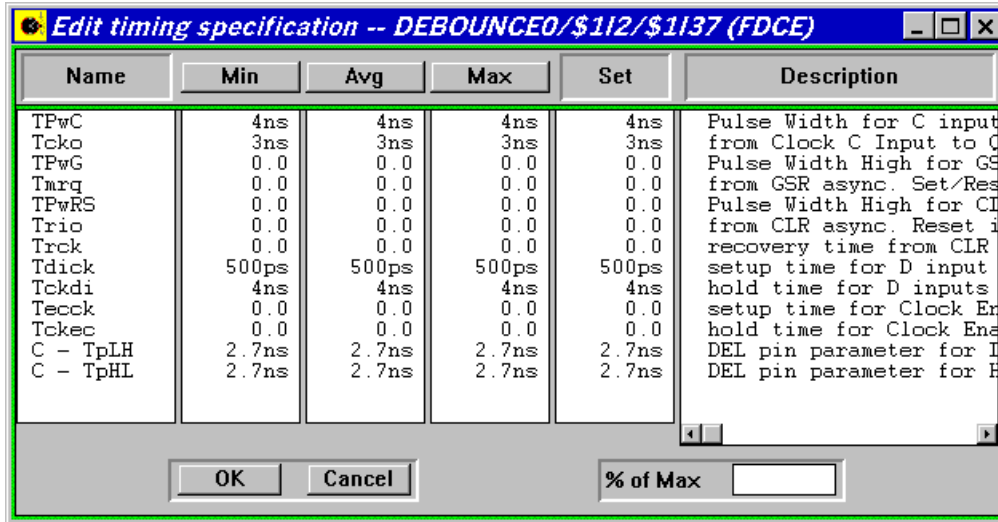 Edit timing specification -- DEBOUNCE0/$1I2/$1I37 (FDCE)
Name Min Avg Max Set Description
TPwC 4ns 4ns 4ns 4ns Pulse Width for C input
Tcko 3ns 3ns 3ns 3ns from Clock C Input to
TPwG 0.0 0.0 0.0 0.0 Pulse Width High for GS
Tmrq 0.0 0.0 0.0 0.0 from GSR async. Set/Res
TPwRS 0.0 0.0 0.0 0.0 Pulse Width High for
Trio 0.0 0.0 0.0 0.0 from CLR async. Reset i
Trck 0.0 0.0 0.0 0.0 recovery time from CLR
Tdick 500ps 500ps 500ps 500ps setup time for D input
Tckdi 4ns 4ns 4ns 4ns hold time for D inputs
Tecck 0.0 0.0 0.0 0.0 setup time for Clock En
Tckec 0.0 0.0 0.0 0.0 hold time for Clock Ena
C - TpLH 2.7ns 2.7ns 2.7ns 2.7ns DEL pin parameter for
C - TpHL 2.7ns 2.7ns 2.7ns 2.7ns DEL pin parameter for H
OK Cancel % of Max